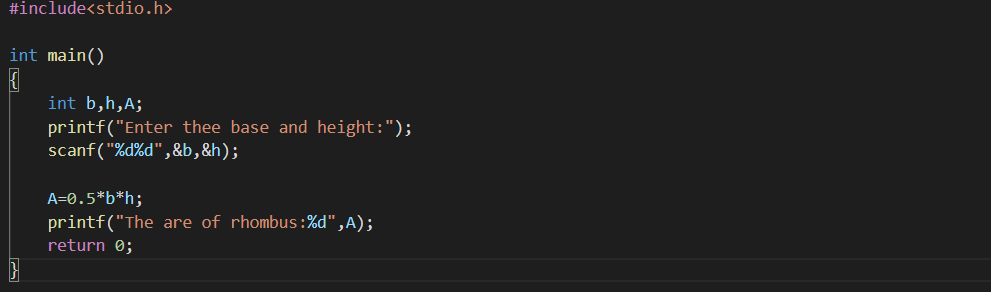 #include<stdio.h>
int main()
{
int b,h,A;
printf("Enter thee base and height:");
scanf("%d%d",&b,&h);
A=0.5*b*h;
printf("The are of rhombus:%d",A);
return 0;
}